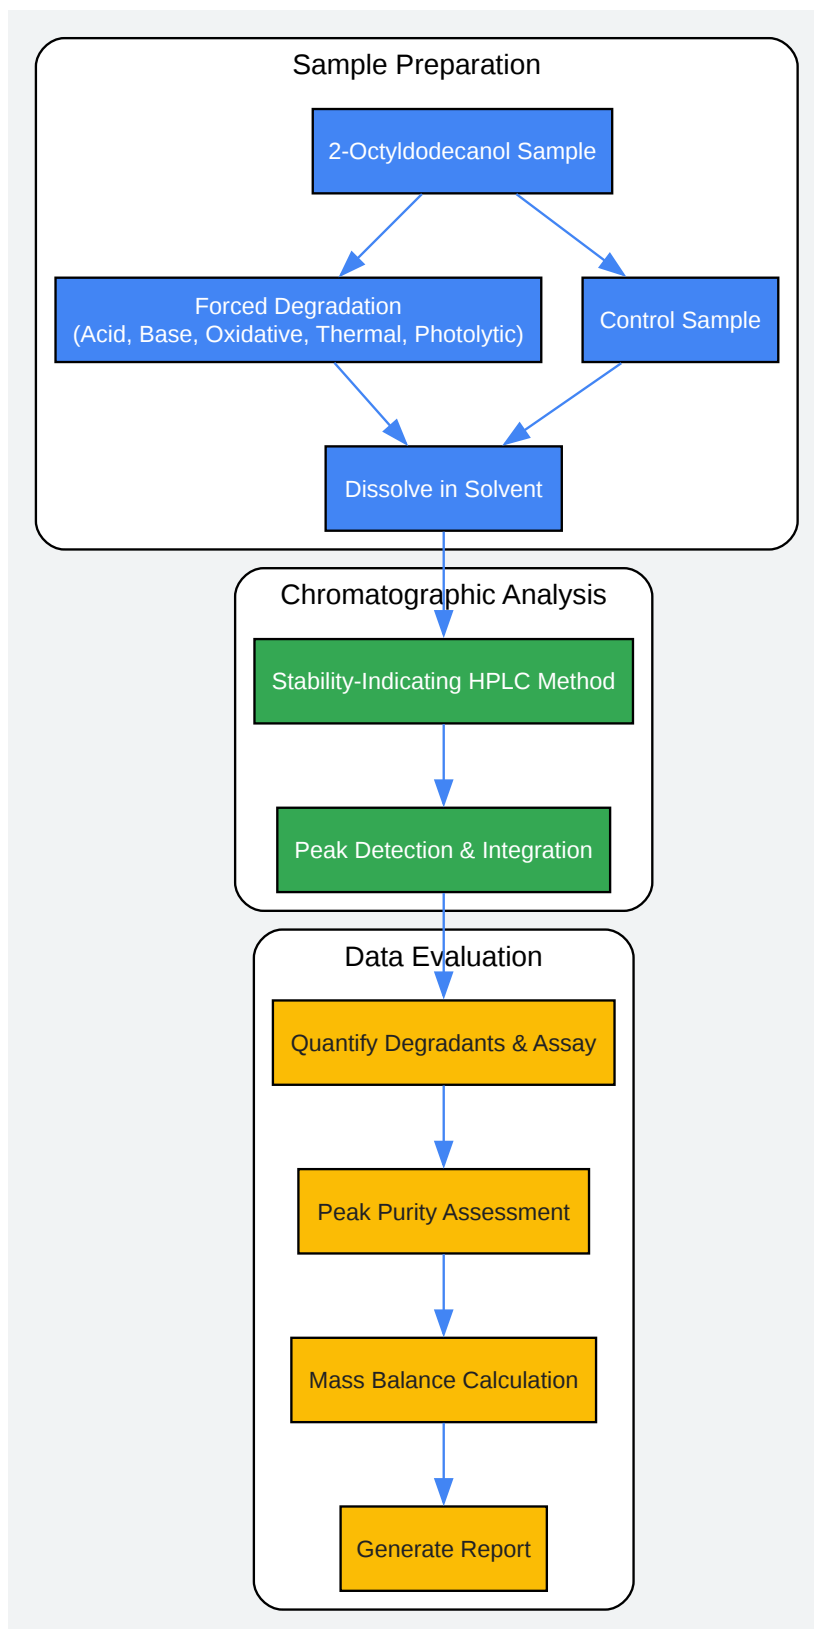 Sample Preparation
2-Octyldodecanol Sample
Forced Degradation
(Acid, Base, Oxidative, Thermal, Photolytic)
Control Sample
Dissolve in Solvent
Chromatographic Analysis
Stability-Indicating HPLC Method
Peak Detection & Integration
Data Evaluation
Quantify Degradants & Assay
Peak Purity Assessment
Mass Balance Calculation
Generate Report